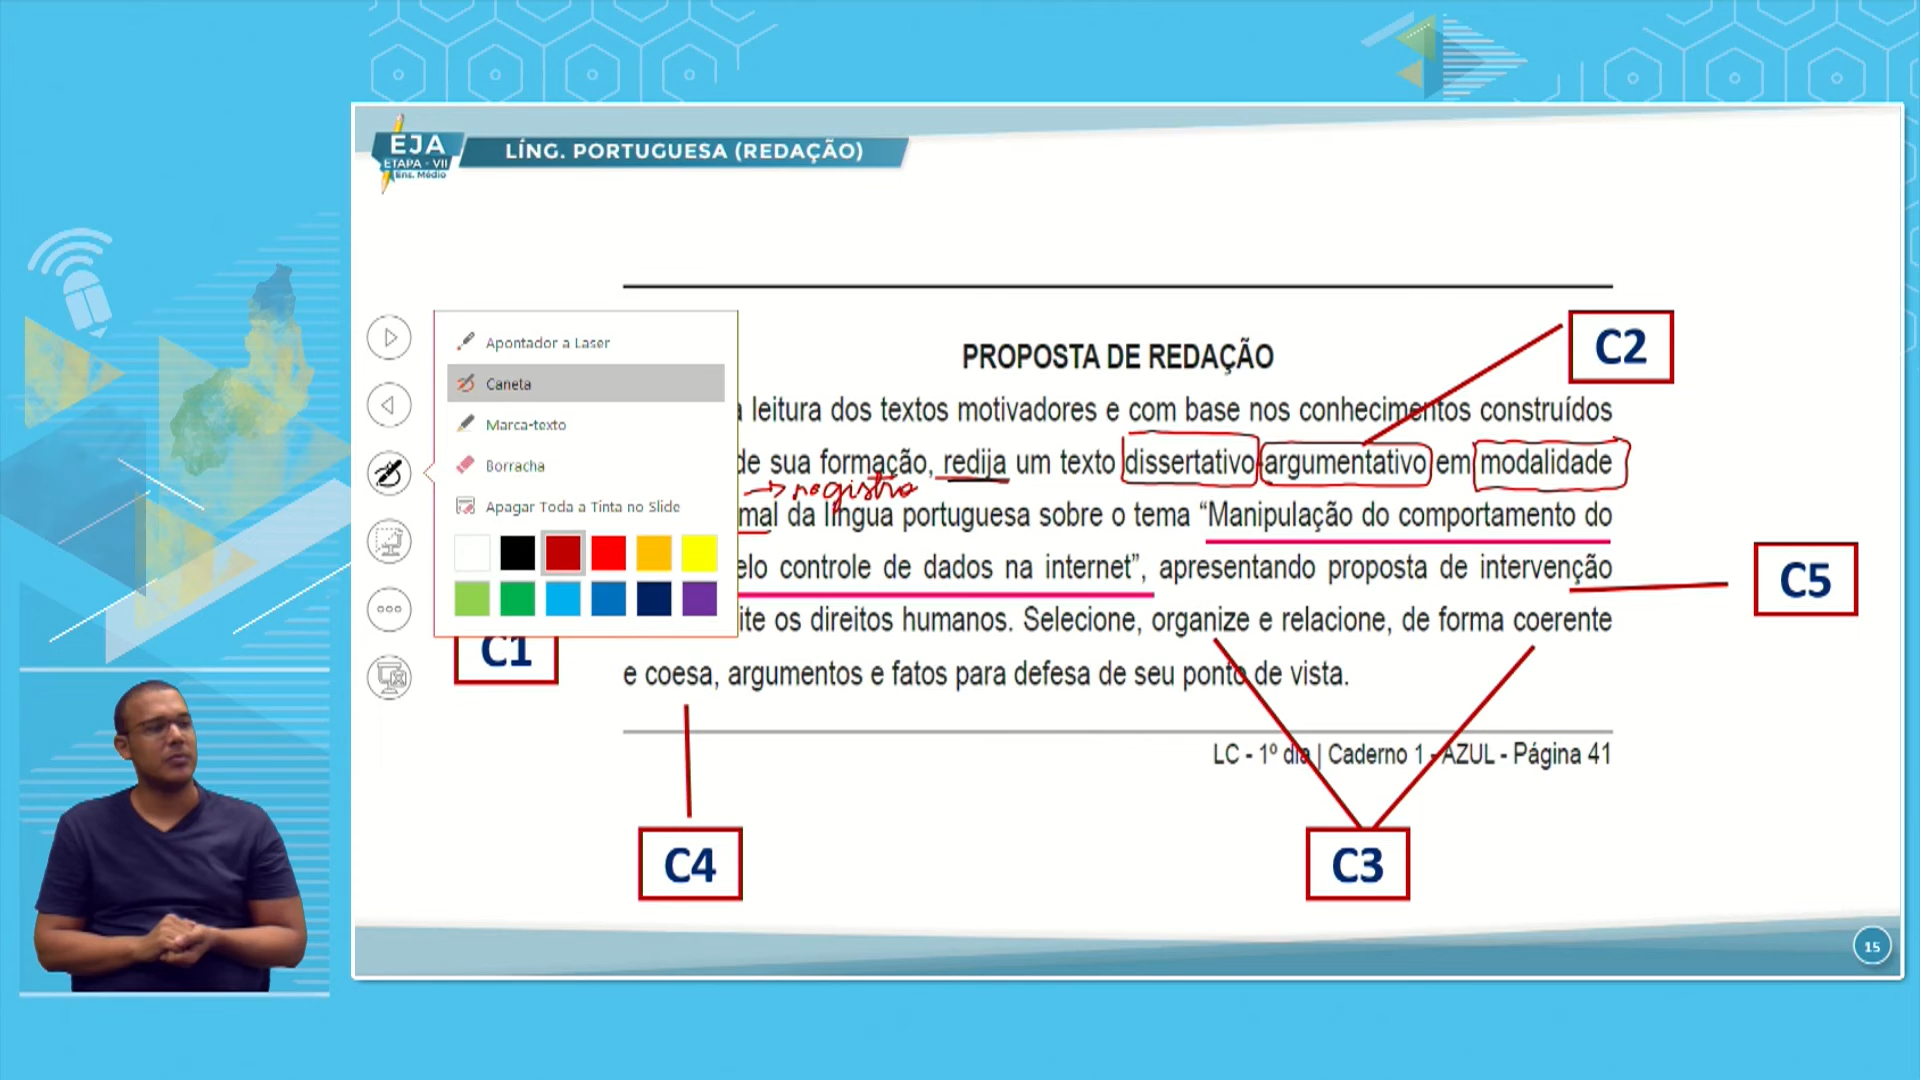 EJA
ETAPA - VII
Ens. Médio
LÍNG. PORTUGUESA (REDAÇÃO)
Apontador a Laser
Caneta
Marca-texto
Borracha
Apagar Toda a Tinta no Slide
PROPOSTA DE REDAÇÃO
a leitura dos textos motivadores e com base nos conhecimentos construídos
de sua formação, redija um texto dissertativo-argumentativo em modalidade
→ registro
mal da língua portuguesa sobre o tema “Manipulação do comportamento do
elo controle de dados na internet”, apresentando proposta de intervenção
ite os direitos humanos. Selecione, organize e relacione, de forma coerente
e coesa, argumentos e fatos para defesa de seu ponto de vista.
LC - 1º dia | Caderno 1 - AZUL - Página 41
C2
C5
C1
C4
C3
15